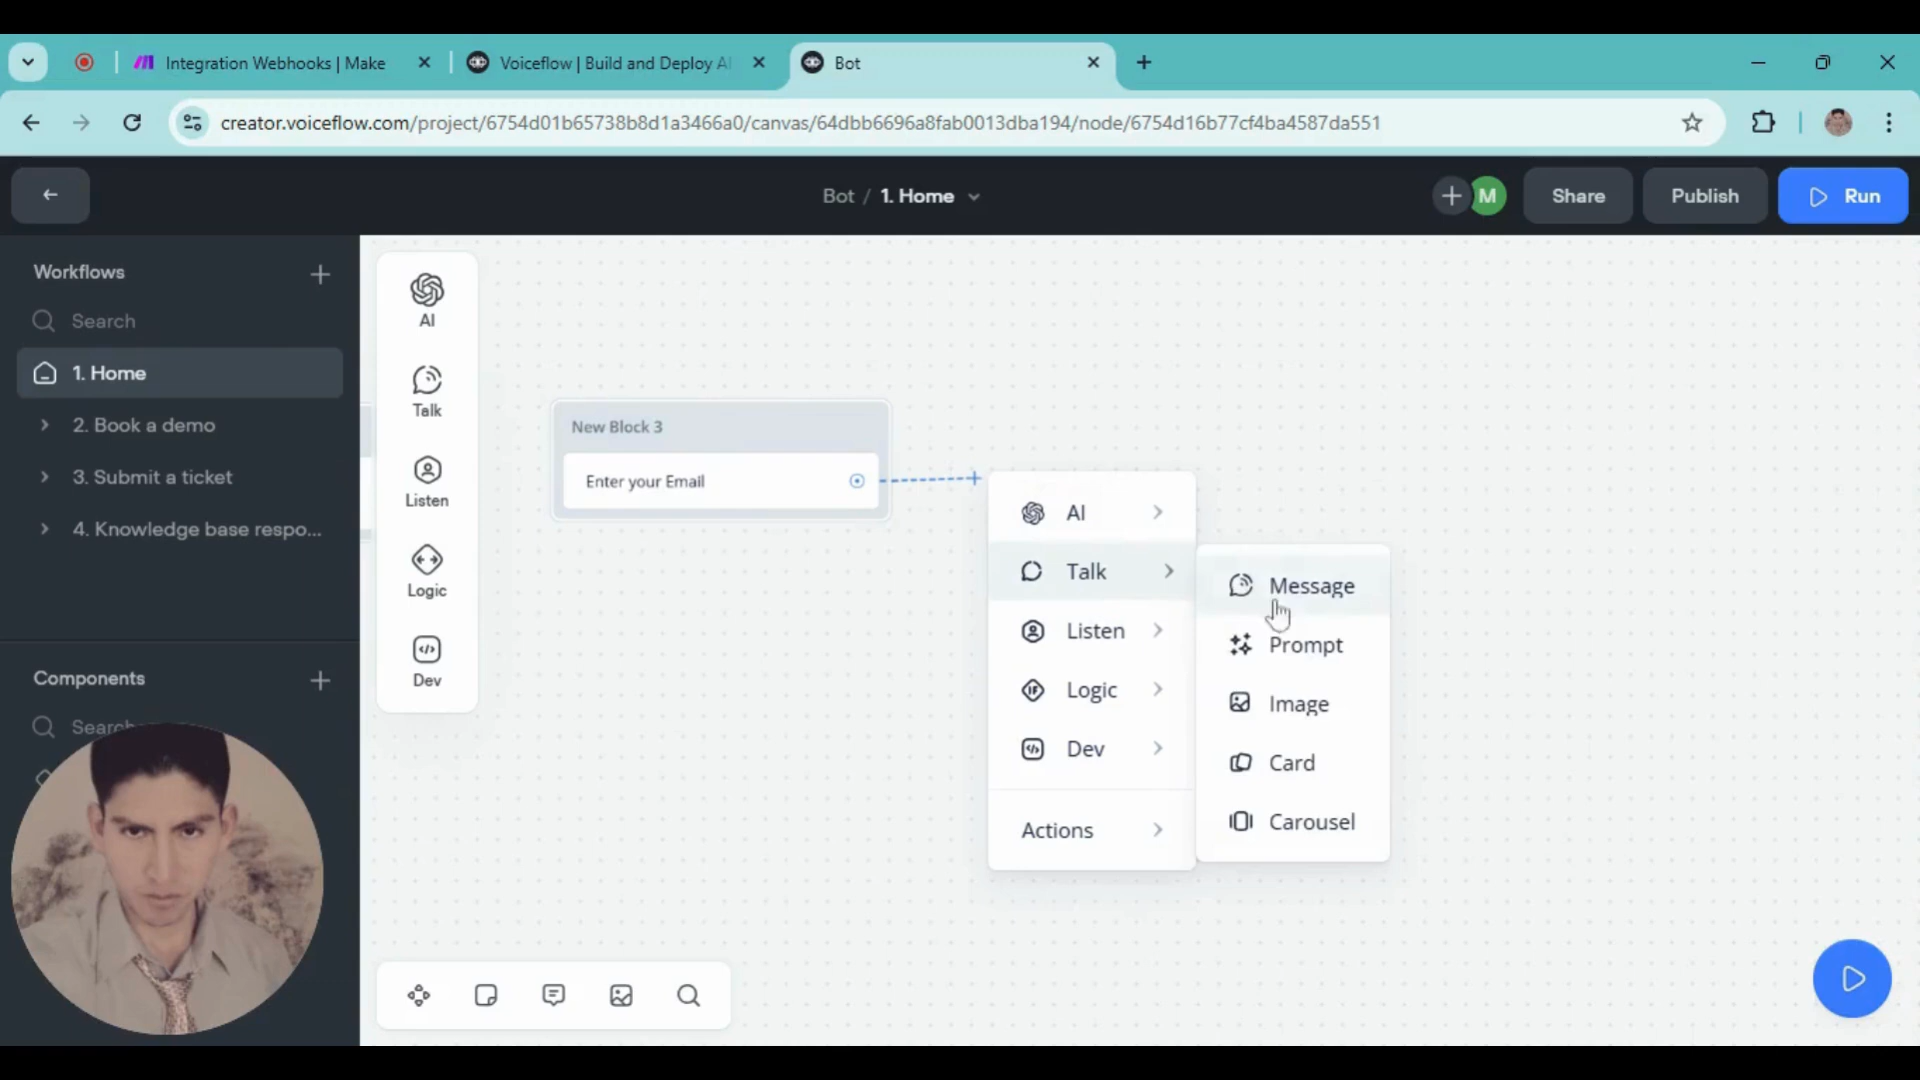 Integration Webhooks | Make
Voiceflow | Build and Deploy AI
Bot
creator.voiceflow.com/project/6754d01b65738b8d1a3466a0/canvas/64dbb6696a8fab0013dba194/node/6754d16b77cf4ba4587da551
Bot / 1. Home
M
Share
Publish
Run
Workflows
Search
1. Home
2. Book a demo
3. Submit a ticket
4. Knowledge base respo...
Components
Search
AI
Talk
Listen
Logic
Dev
New Block 3
Enter your Email
AI
Talk
Listen
Logic
Dev
Actions
Message
Prompt
Image
Card
Carousel